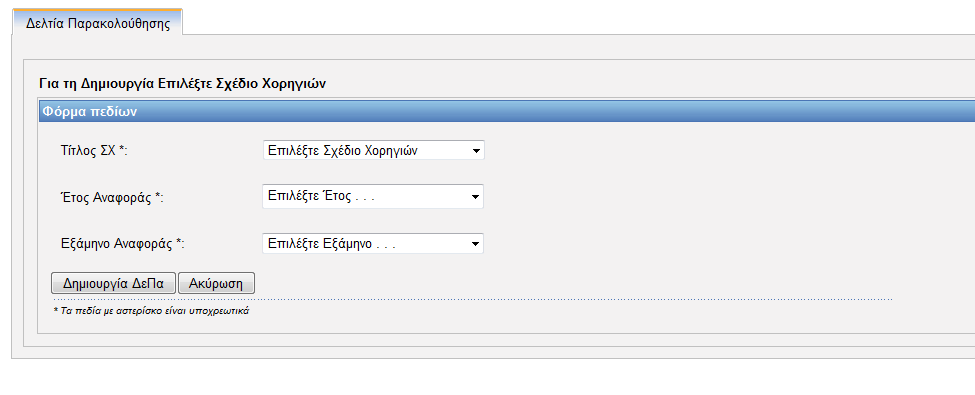 Δελτία Παρακολούθησης
Για τη Δημιουργία Επιλέξτε Σχέδιο Χορηγιών
Φόρμα πεδίων
Τίτλος ΣΧ *: Επιλέξτε Σχέδιο Χορηγιών
Έτος Αναφοράς *: Επιλέξτε Έτος . . .
Εξάμηνο Αναφοράς *: Επιλέξτε Εξάμηνο . . .
Δημιουργία ΔεΠα Ακύρωση
* Τα πεδία με αστερίσκο είναι υποχρεωτικά